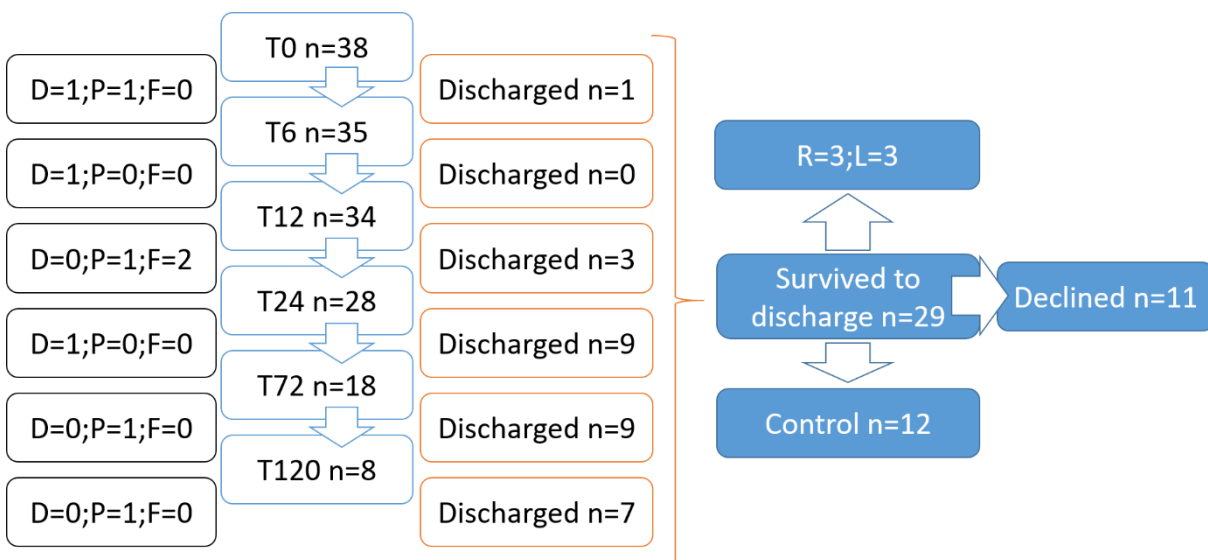 T0 n=38
D=1;P=1;F=0
Discharged n=1
T6 n=35
D=1;P=0;F=0
Discharged n=0
T12 n=34
D=0;P=1;F=2
Discharged n=3
T24 n=28
D=1;P=0;F=0
Discharged n=9
T72 n=18
D=0;P=1;F=0
Discharged n=9
T120 n=8
D=0;P=1;F=0
Discharged n=7
R=3;L=3
Survived to
discharge n=29
Declined n=11
Control n=12